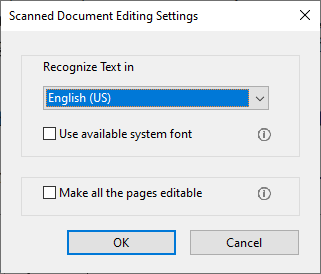 Scanned Document Editing Settings
Recognize Text in
English (US)
Use available system font
Make all the pages editable
OK Cancel